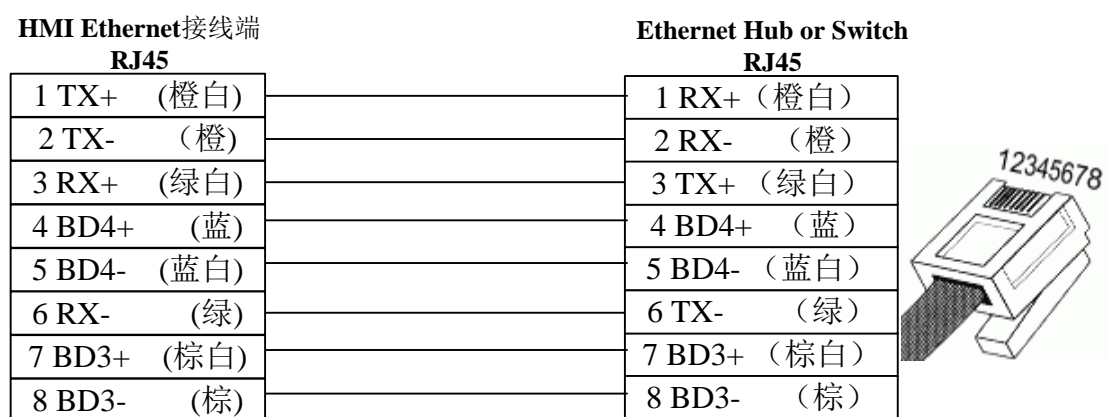 HMI Ethernet接线端
RJ45
1 TX+ (橙白)
2 TX- （橙)
3 RX+ (绿白)
4 BD4+ (蓝)
5 BD4- (蓝白)
6 RX- (绿)
7 BD3+ (棕白)
8 BD3- (棕)
Ethernet Hub or Switch
RJ45
1 RX+（橙白）
2 RX- （橙）
3 TX+ （绿白）
4 BD4+ （蓝）
5 BD4- （蓝白）
6 TX- （绿）
7 BD3+ （棕白）
8 BD3- （棕）
12345678